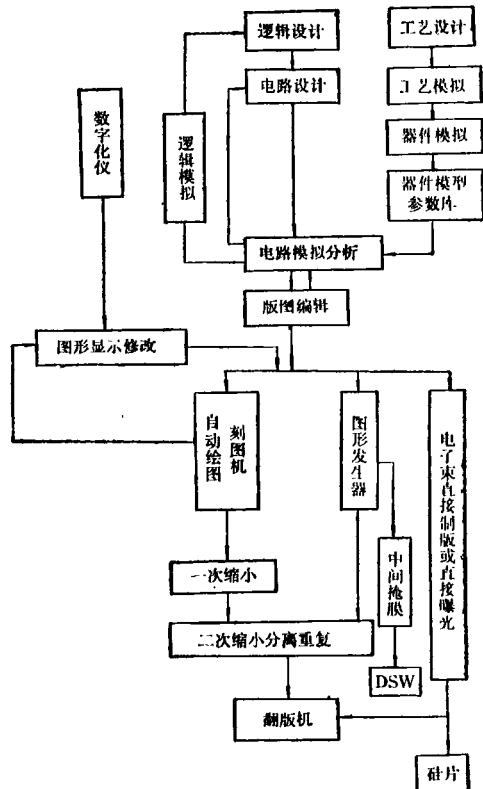 逻辑设计
工艺设计
电路设计
工艺模拟
数字化仪
逻辑模拟
器件模拟
器件模型
参数库
电路模拟分析
版图编辑
图形显示修改
自动绘图
刻图机
图形发生器
电子束直接制版或直接曝光
中间掩膜
一次缩小
二次缩小分离重复
DSW
翻版机
硅片